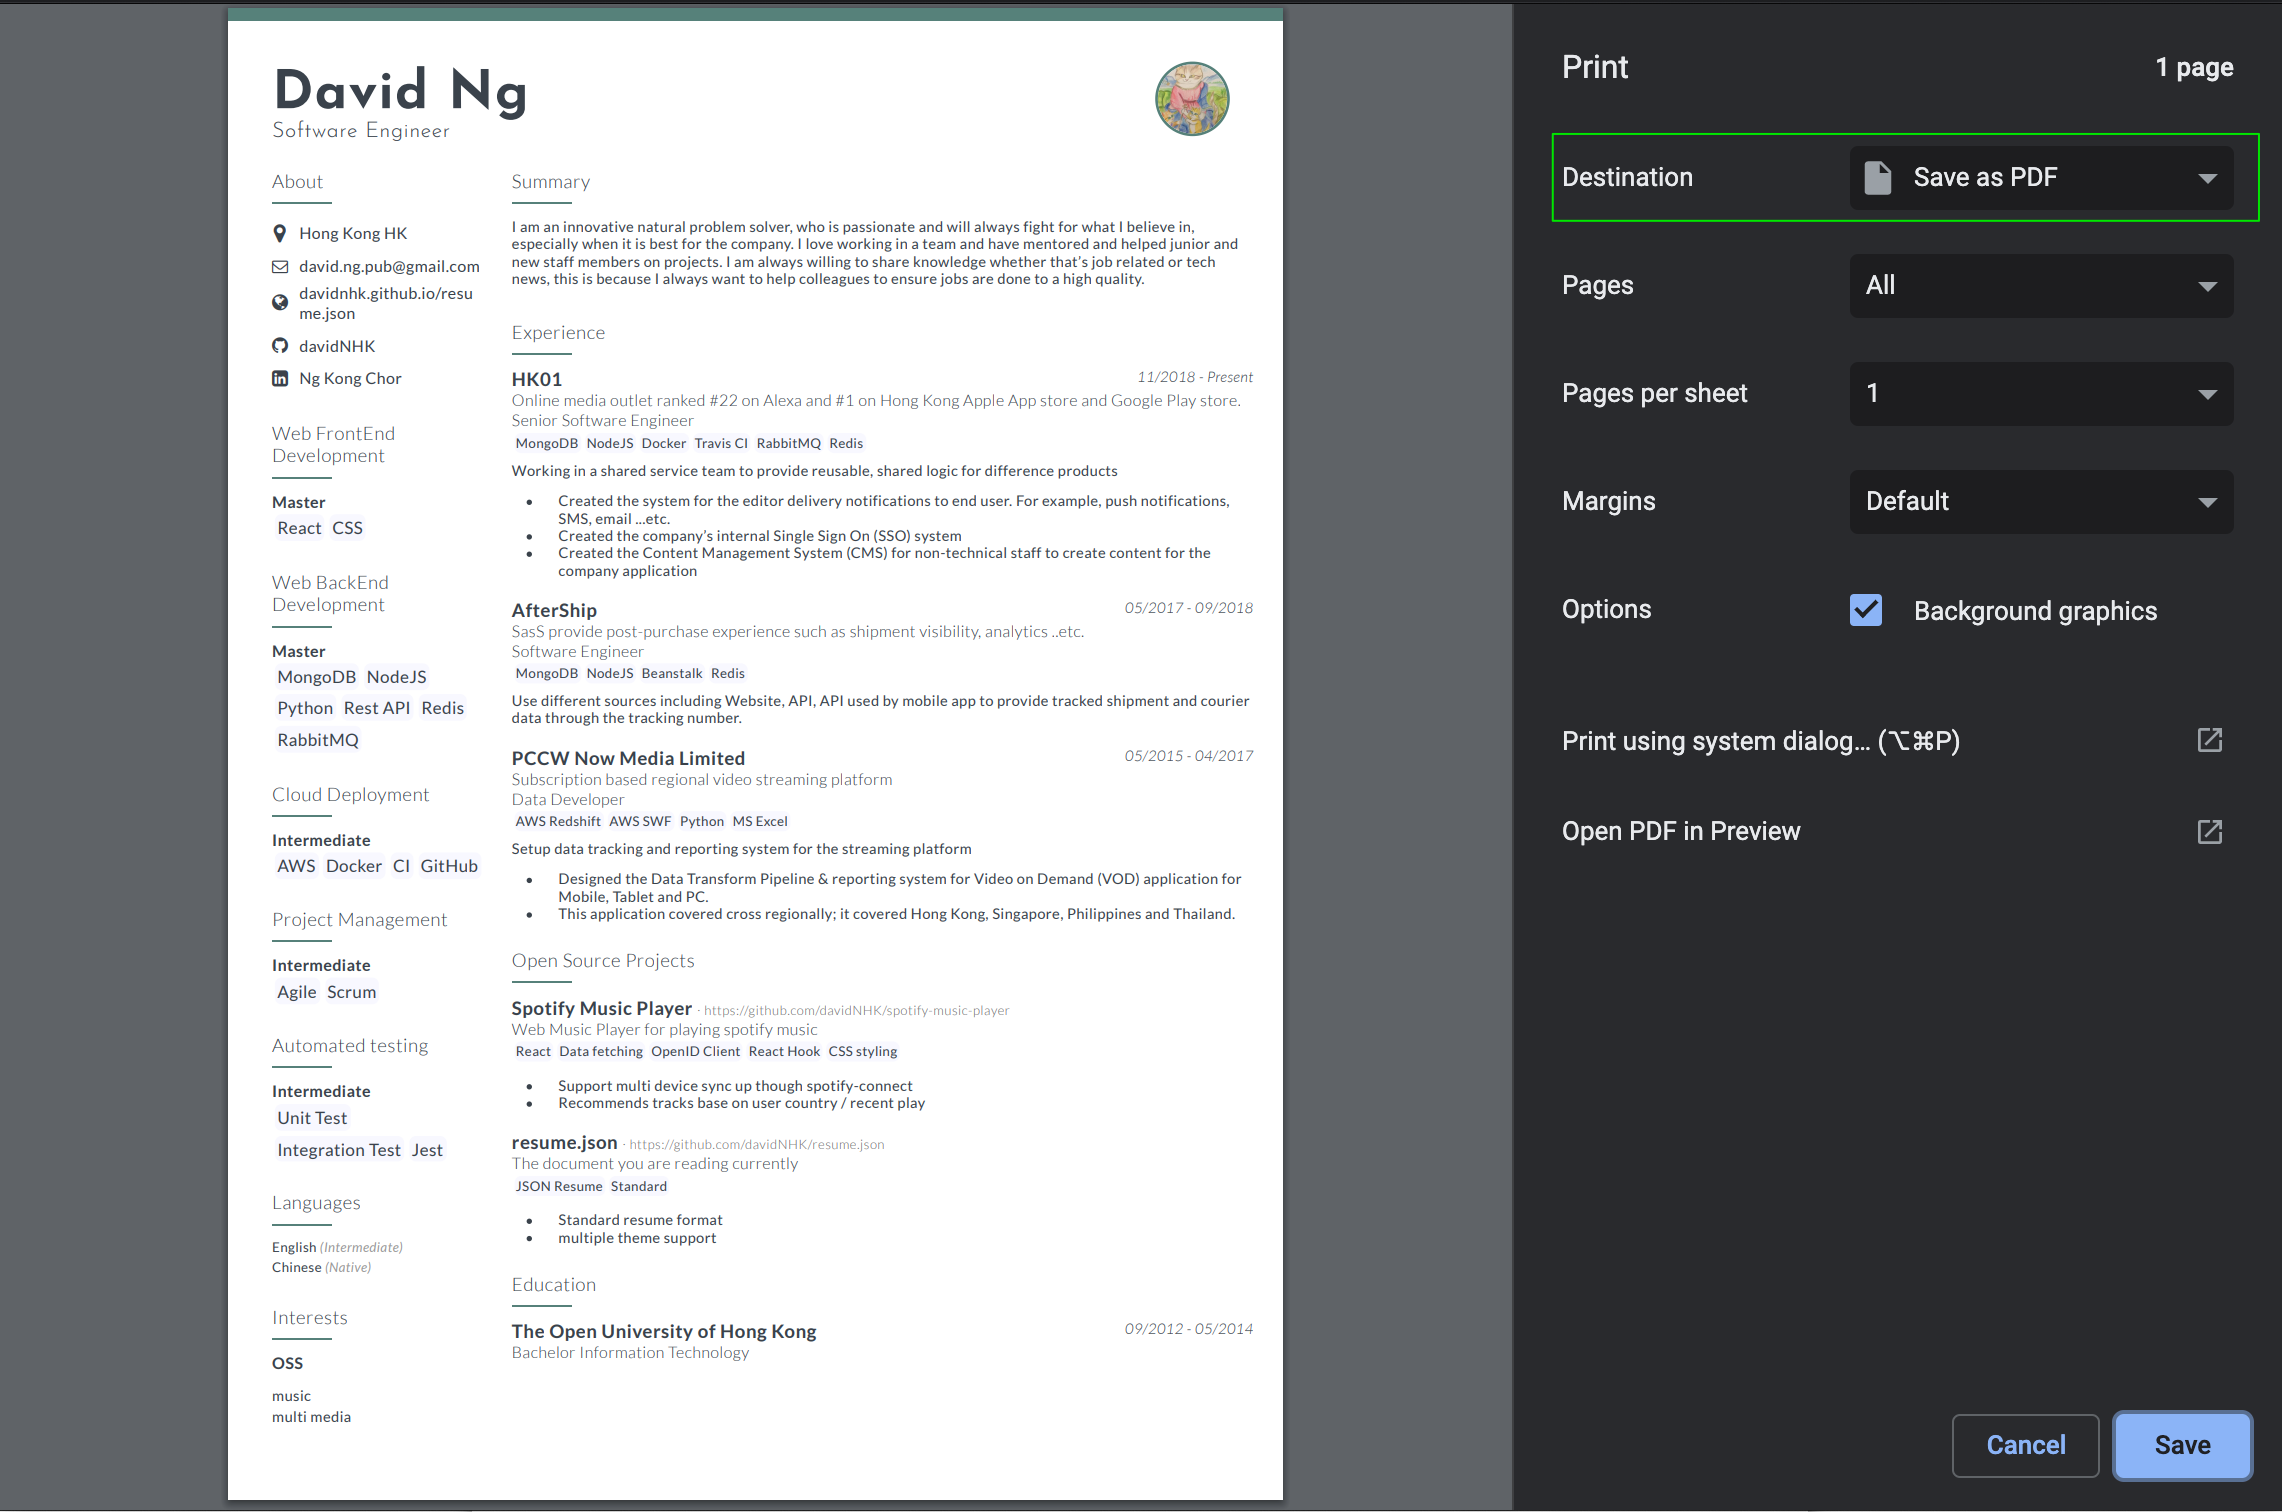 David Ng
Software Engineer
About
Hong Kong HK
david.ng.pub@gmail.com
davidnhk.github.io/resu
me.json
davidNHK
Ng Kong Chor
Web FrontEnd
Development
Master
React CSS
Web BackEnd
Development
Master
MongoDB NodeJS
Python Rest API Redis
RabbitMQ
Cloud Deployment
Intermediate
AWS Docker CI GitHub
Project Management
Intermediate
Agile Scrum
Automated testing
Intermediate
Unit Test
Integration Test Jest
Languages
English (Intermediate)
Chinese (Native)
Interests
OSS
music
multi media
Summary
I am an innovative natural problem solver, who is passionate and will always fight for what I believe in,
especially when it is best for the company. I love working in a team and have mentored and helped junior and
new staff members on projects. I am always willing to share knowledge whether that's job related or tech
news, this is because I always want to help colleagues to ensure jobs are done to a high quality.
Experience
HK01 11/2018 - Present
Online media outlet ranked #22 on Alexa and #1 on Hong Kong Apple App store and Google Play store.
Senior Software Engineer
MongoDB NodeJS Docker Travis CI RabbitMQ Redis
Working in a shared service team to provide reusable, shared logic for difference products
• Created the system for the editor delivery notifications to end user. For example, push notifications,
SMS, email ...etc.
• Created the company's internal Single Sign On (SSO) system
• Created the Content Management System (CMS) for non-technical staff to create content for the
company application
AfterShip 05/2017 - 09/2018
SasS provide post-purchase experience such as shipment visibility, analytics ..etc.
Software Engineer
MongoDB NodeJS Beanstalk Redis
Use different sources including Website, API, API used by mobile app to provide tracked shipment and courier
data through the tracking number.
PCCW Now Media Limited 05/2015 - 04/2017
Subscription based regional video streaming platform
Data Developer
AWS Redshift AWS SWF Python MS Excel
Setup data tracking and reporting system for the streaming platform
• Designed the Data Transform Pipeline & reporting system for Video on Demand (VOD) application for
Mobile, Tablet and PC.
• This application covered cross regionally; it covered Hong Kong, Singapore, Philippines and Thailand.
Open Source Projects
Spotify Music Player · https://github.com/davidNHK/spotify-music-player
Web Music Player for playing spotify music
React Data fetching OpenID Client React Hook CSS styling
• Support multi device sync up though spotify-connect
• Recommends tracks base on user country / recent play
resume.json · https://github.com/davidNHK/resume.json
The document you are reading currently
JSON Resume Standard
• Standard resume format
• multiple theme support
Education
The Open University of Hong Kong 09/2012 - 05/2014
Bachelor Information Technology
Print 1 page
Destination Save as PDF
Pages All
Pages per sheet 1
Margins Default
Options Background graphics
Print using system dialog... (⌥⌘P)
Open PDF in Preview
Cancel Save